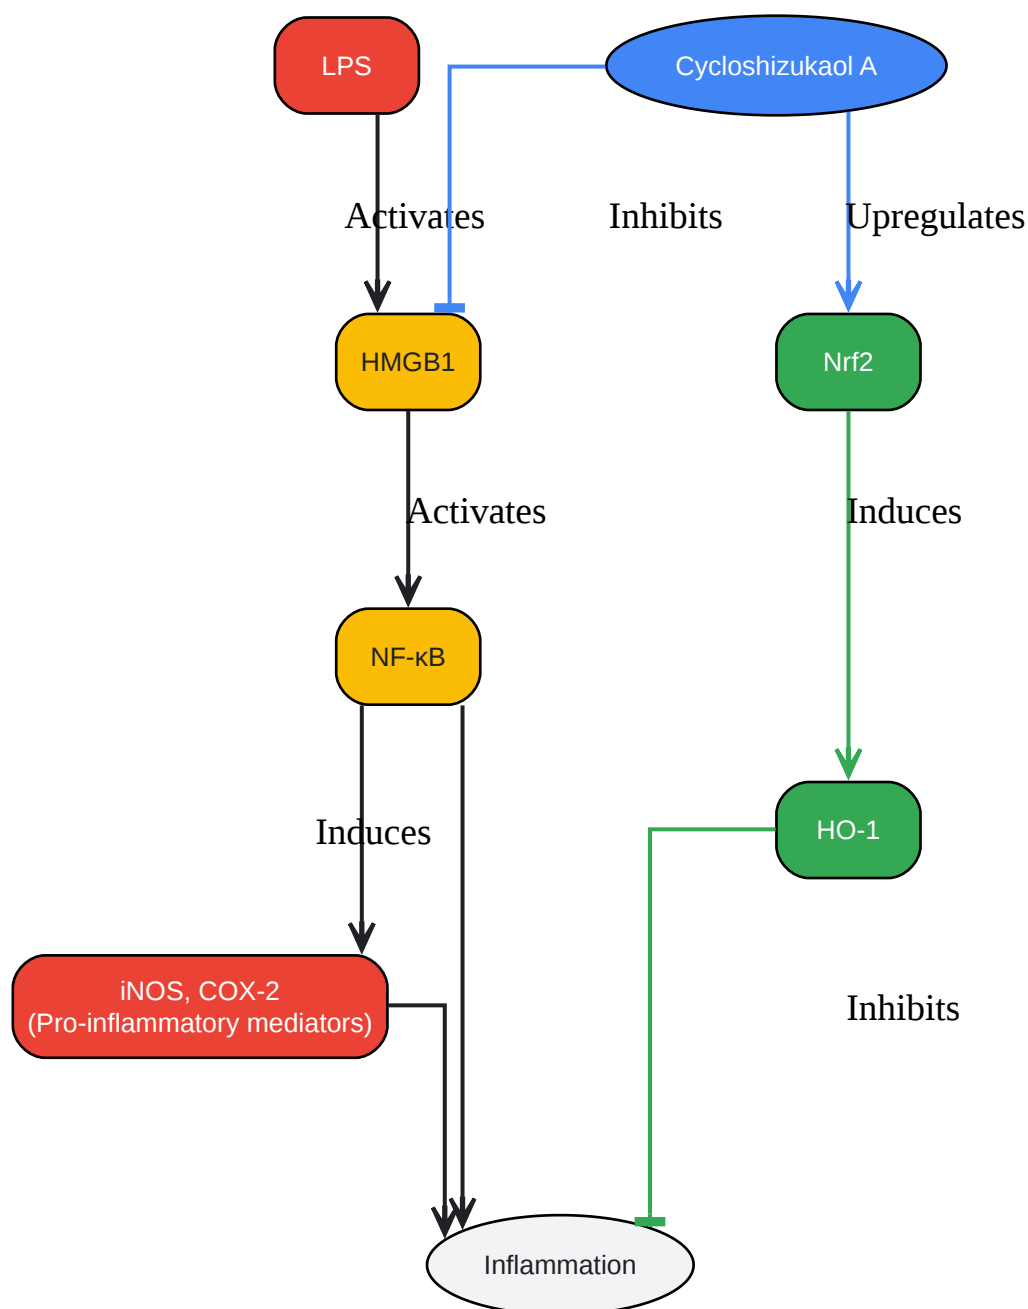 LPS
Cycloshizukaol A
Activates
Inhibits
Upregulates
HMGB1
Nrf2
Activates
Induces
NF-κB
Induces
HO-1
iNOS, COX-2
(Pro-inflammatory mediators)
Inhibits
Inflammation